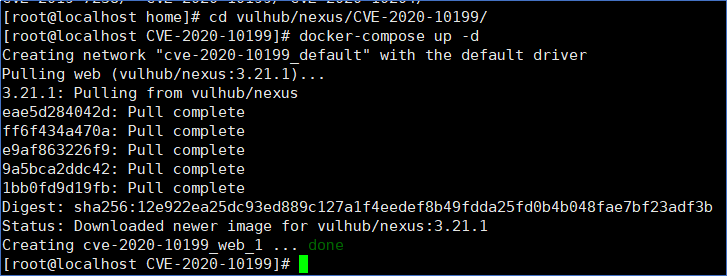 [root@localhost home]# cd vulhub/nexus/CVE-2020-10199/
[root@localhost CVE-2020-10199]# docker-compose up -d
Creating network "cve-2020-10199_default" with the default driver
Pulling web (vulhub/nexus:3.21.1)...
3.21.1: Pulling from vulhub/nexus
eae5d284042d: Pull complete
ff6f434a470a: Pull complete
e9af863226f9: Pull complete
9a5bca2ddc42: Pull complete
1bb0fd9d19fb: Pull complete
Digest: sha256:12e922ea25dc93ed889c127a1f4eedef8b49fdda25fd0b4b048fae7bf23adf3b
Status: Downloaded newer image for vulhub/nexus:3.21.1
Creating cve-2020-10199_web_1 ... done
[root@localhost CVE-2020-10199]#